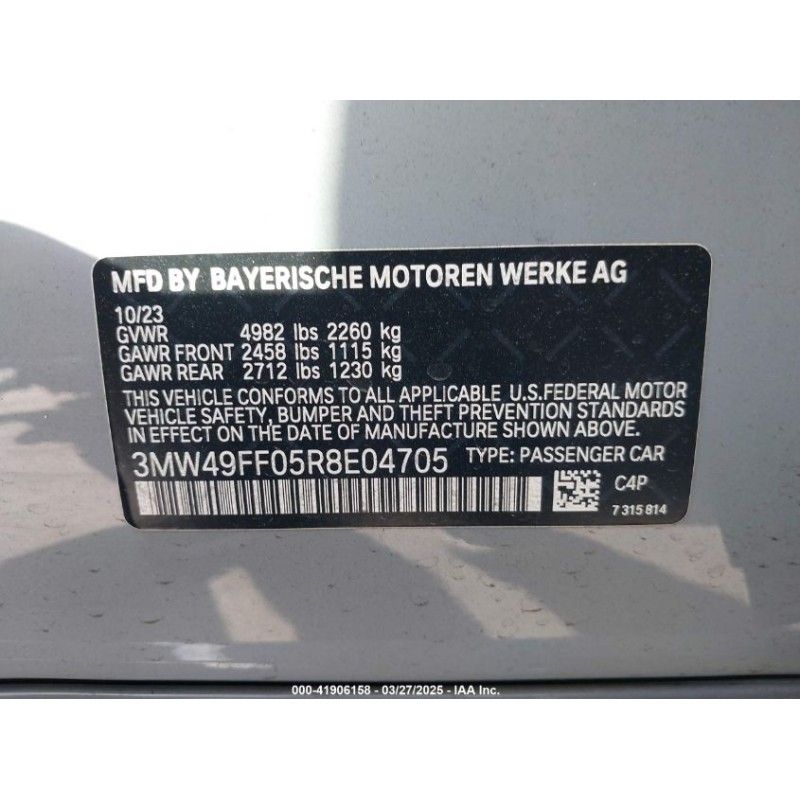 MFD BY BAYERISCHE MOTOREN WERKE AG
10/23
GVWR 4982 lbs 2260 kg
GAWR FRONT 2458 lbs 1115 kg
GAWR REAR 2712 lbs 1230 kg
THIS VEHICLE CONFORMS TO ALL APPLICABLE U.S.FEDERAL MOTOR
VEHICLE SAFETY, BUMPER AND THEFT PREVENTION STANDARDS
IN EFFECT ON THE DATE OF MANUFACTURE SHOWN ABOVE.
3MW49FF05R8E04705 TYPE: PASSENGER CAR
C4P
7 315 814
000-41906158 - 03/27/2025 - IAA Inc.